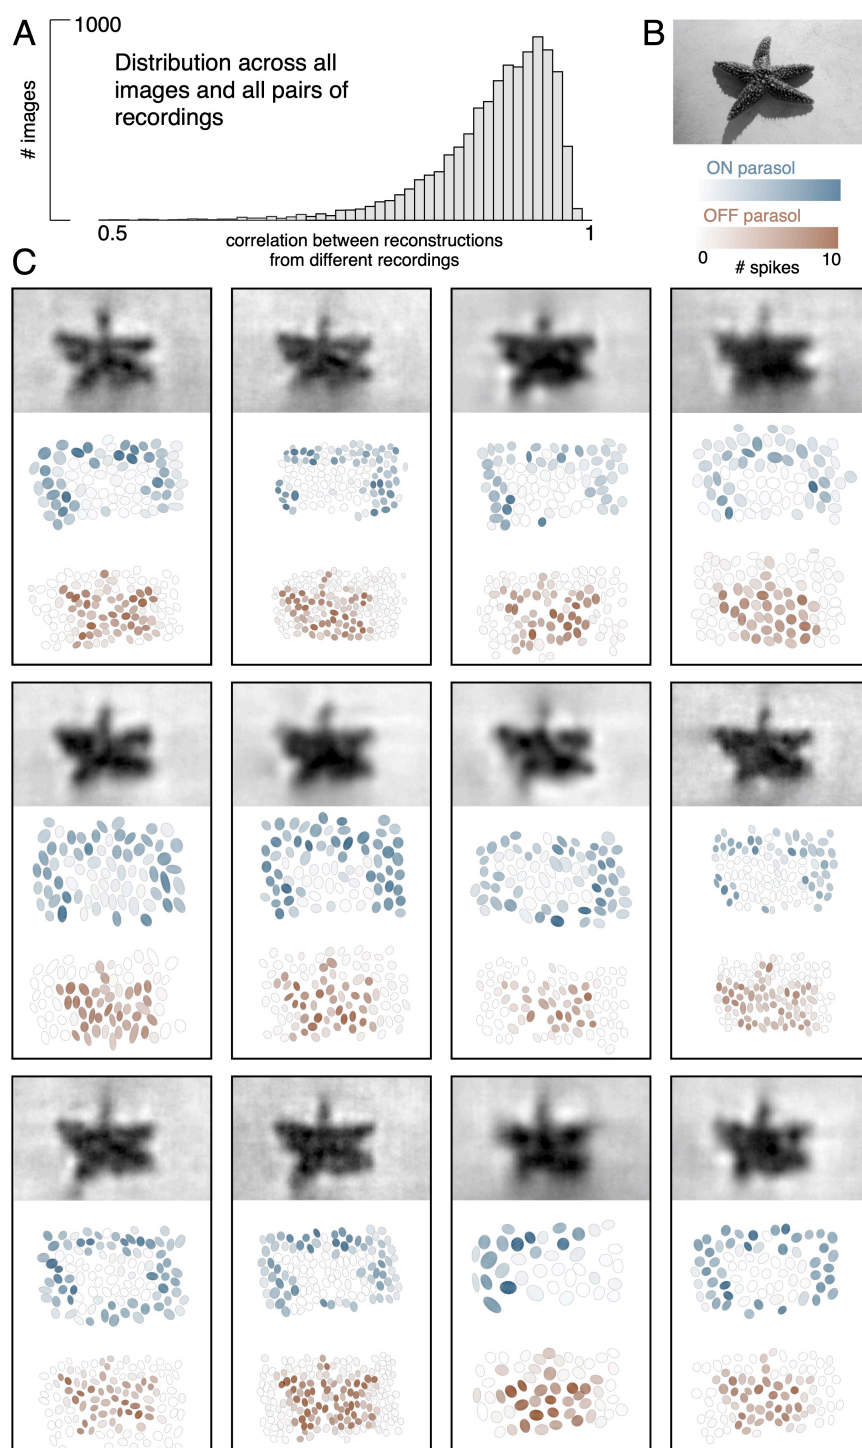 A
1000
Distribution across all
images and all pairs of
recordings
# images
0.5
1
correlation between reconstructions
from different recordings
B
ON parasol
OFF parasol
0
10
# spikes
C